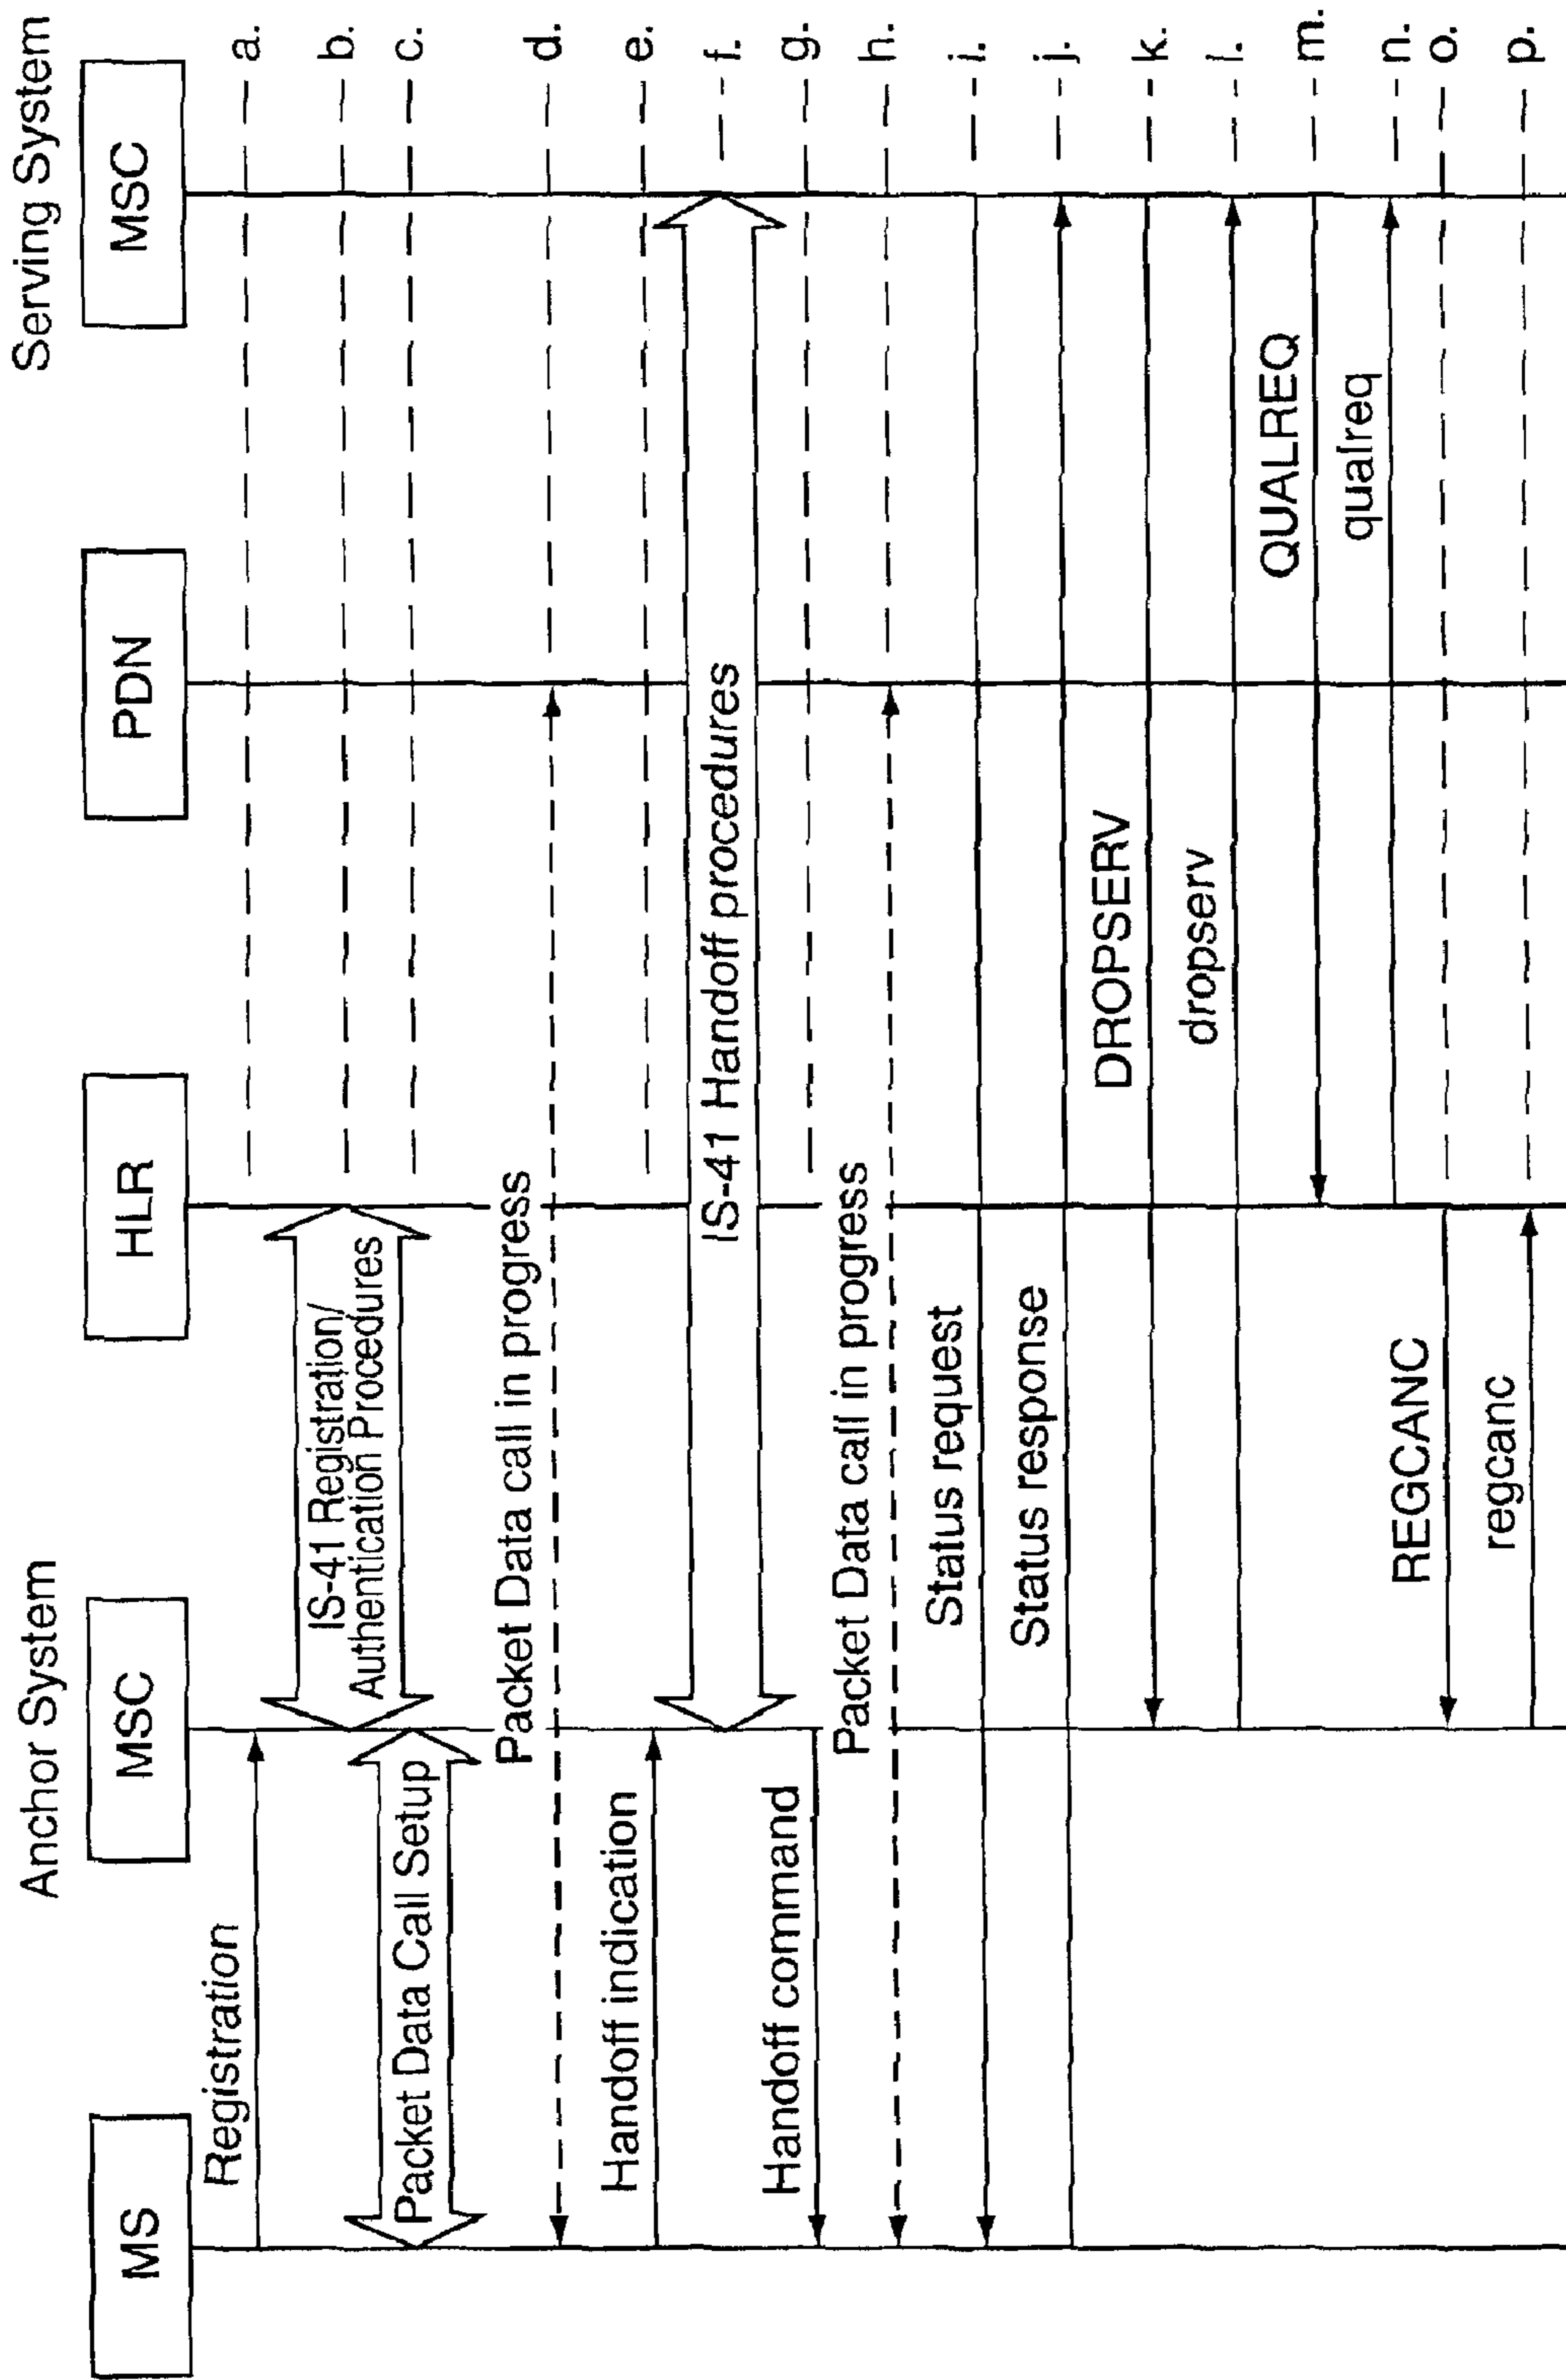 Anchor System
Serving System
MS
MSC
HLR
PDN
MSC
Registration
a.
IS-41 Registration/
Authentication Procedures
b.
Packet Data Call Setup
c.
Packet Data call in progress
d.
Handoff indication
e.
IS-41 Handoff procedures
f.
Handoff command
g.
Packet Data call in progress
h.
Status request
i.
Status response
j.
DROPSERV
k.
dropserv
l.
QUALREQ
m.
qualreq
n.
REGCANC
o.
regcanc
p.